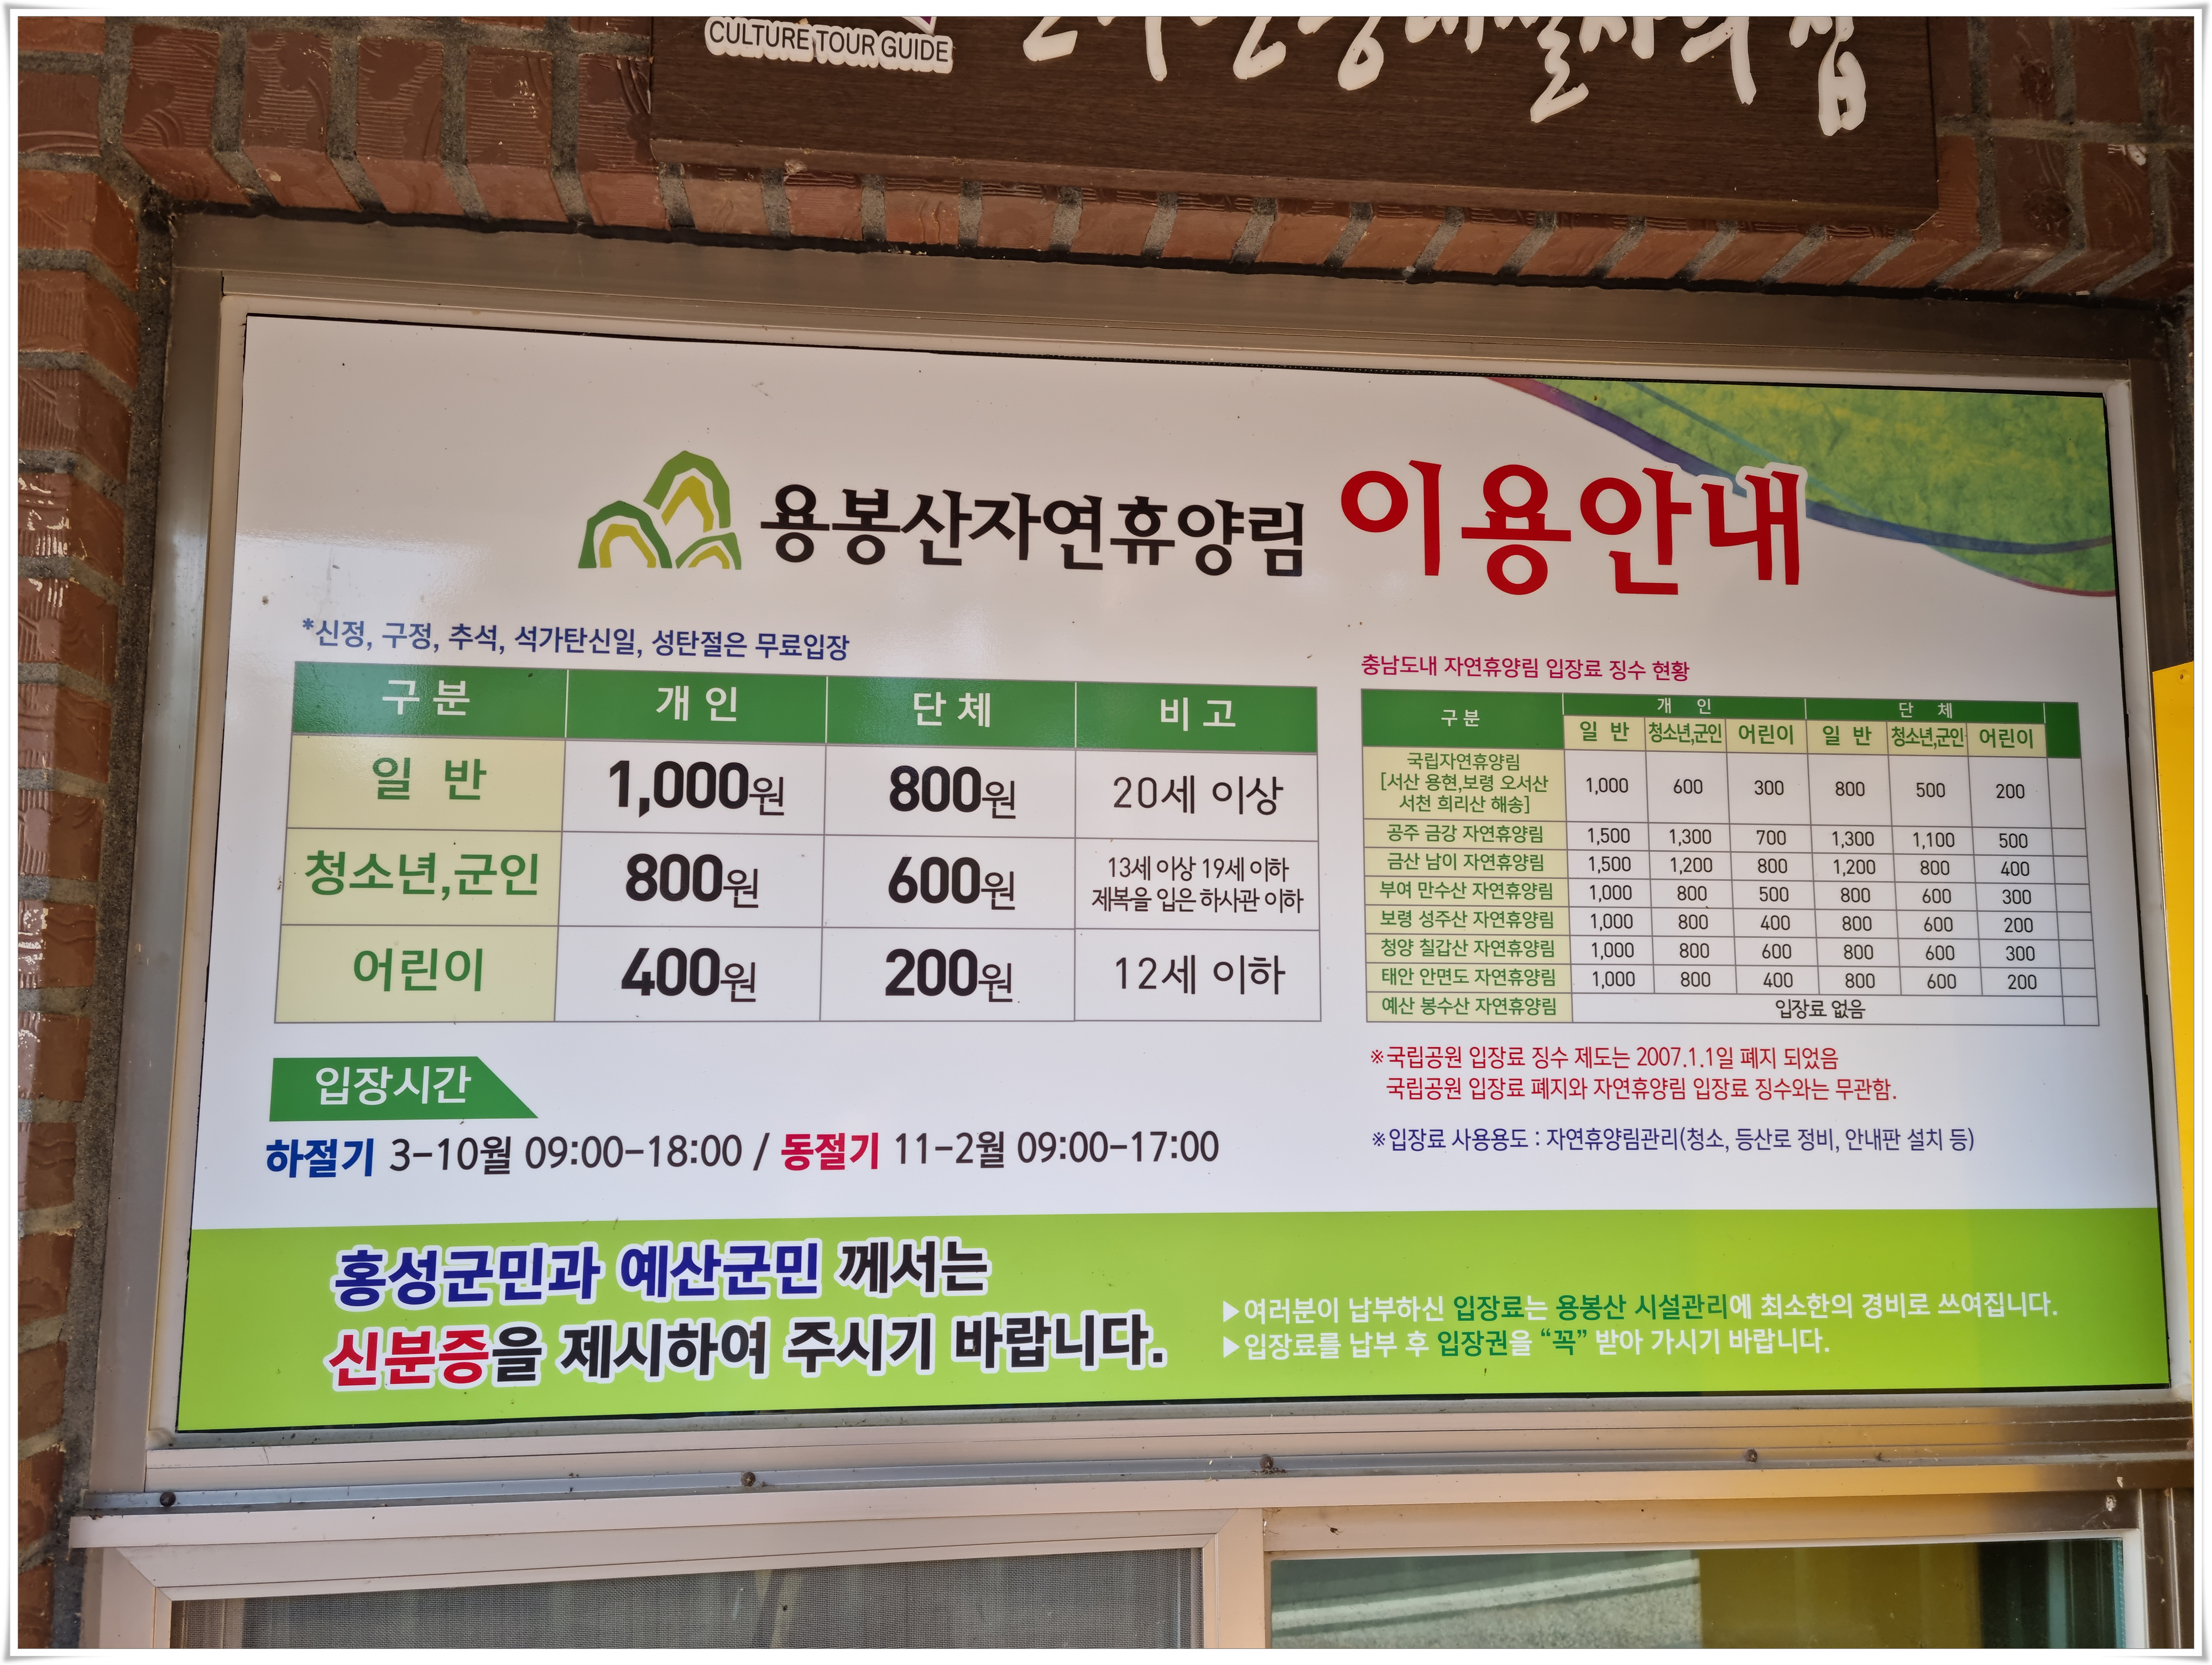 CULTURE TOUR GUIDE
용봉산자연휴양림 이용안내
*신정, 구정, 추석, 석가탄신일, 성탄절은 무료입장
구분 개인 단체 비고
일 반 1,000원 800원 20세 이상
청소년,군인 800원 600원 13세 이상 19세 이하
제복을 입은 하사관 이하
어린이 400원 200원 12세 이하
입장시간
하절기 3-10월 09:00-18:00 / 동절기 11-2월 09:00-17:00
충남도내 자연휴양림 입장료 징수 현황
구 분 개 인 단 체
일 반 청소년,군인 어린이 일 반 청소년,군인 어린이
국립자연휴양림
[서산 용현,보령 오서산
서천 희리산 해송]
1,000 600 300 800 500 200
공주 금강 자연휴양림 1,500 1,300 700 1,300 1,100 500
금산 남이 자연휴양림 1,500 1,200 800 1,200 800 400
부여 만수산 자연휴양림 1,000 800 500 800 600 300
보령 성주산 자연휴양림 1,000 800 400 800 600 200
청양 칠갑산 자연휴양림 1,000 800 600 800 600 300
태안 안면도 자연휴양림 1,000 800 400 800 600 200
예산 봉수산 자연휴양림 입장료 없음
※국립공원 입장료 징수 제도는 2007.1.1일 폐지 되었음
국립공원 입장료 폐지와 자연휴양림 입장료 징수와는 무관함.
※입장료 사용용도 : 자연휴양림관리(청소, 등산로 정비, 안내판 설치 등)
홍성군민과 예산군민 께서는
신분증을 제시하여 주시기 바랍니다.
▶여러분이 납부하신 입장료는 용봉산 시설관리에 최소한의 경비로 쓰여집니다.
▶입장료를 납부 후 입장권을 “꼭” 받아 가시기 바랍니다.